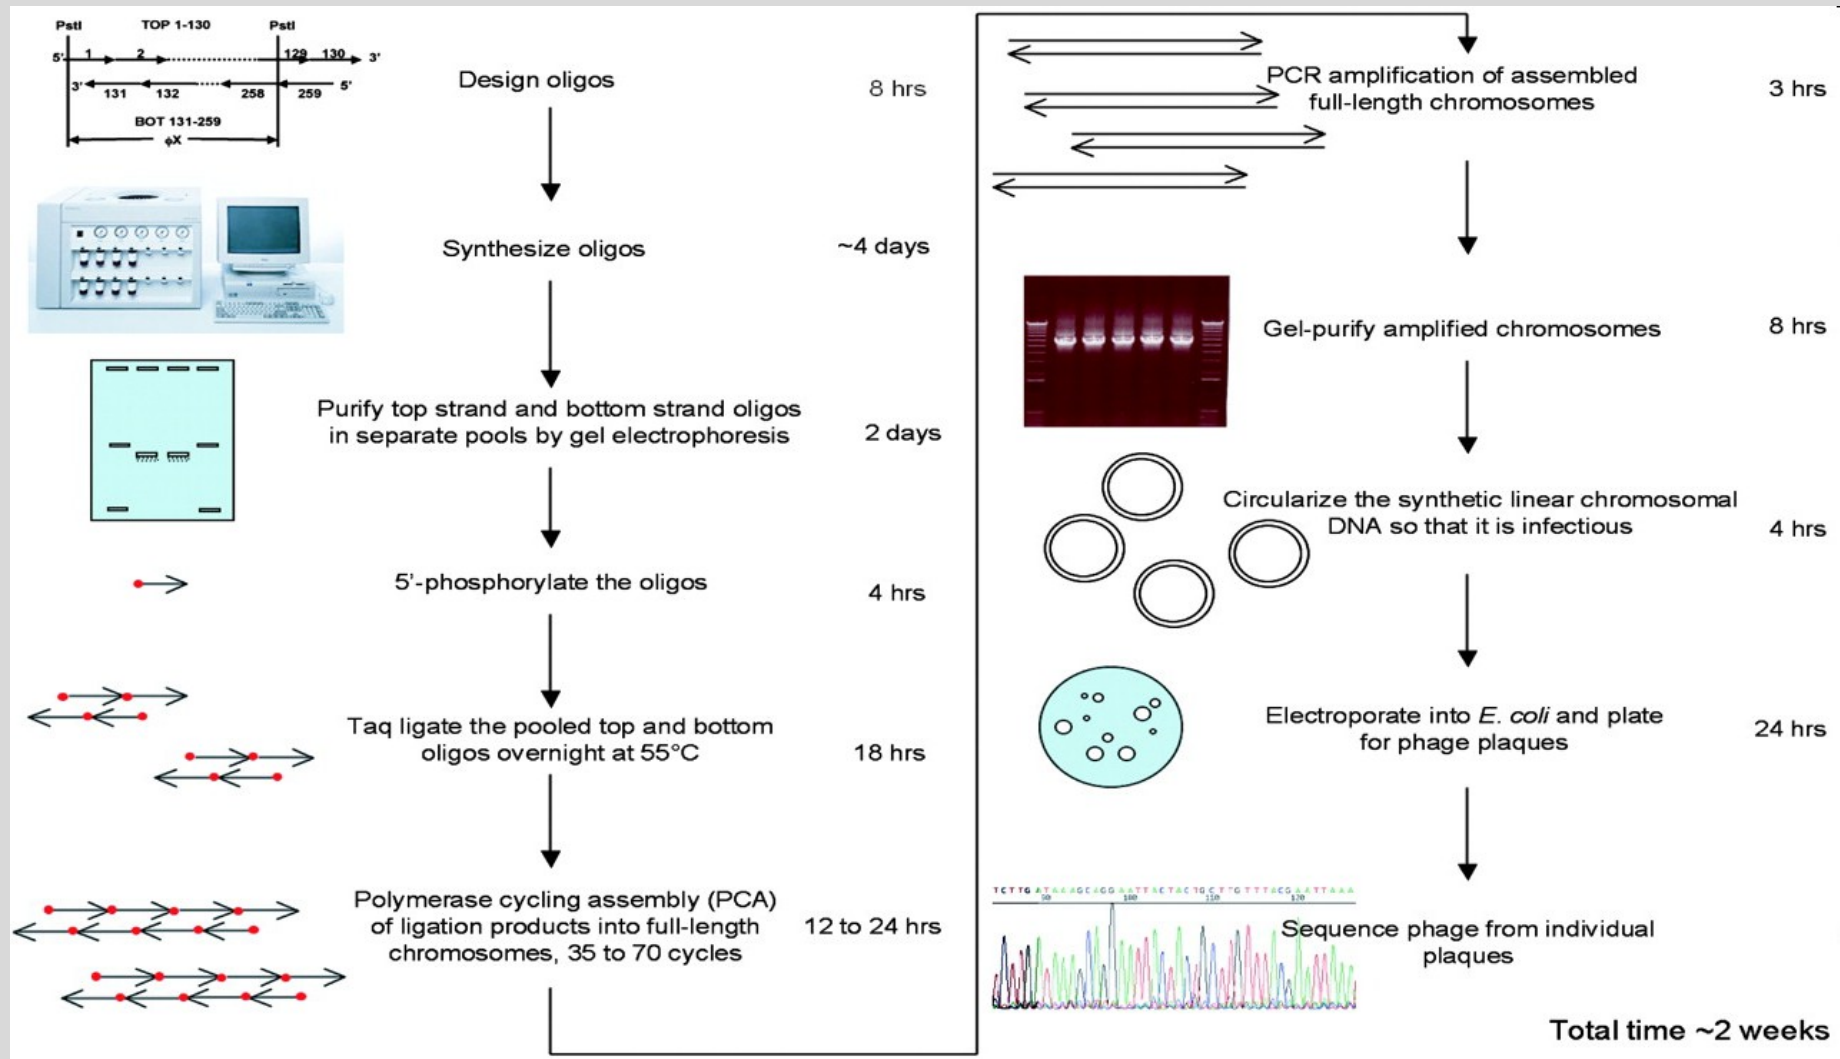 PstI TOP 1-130 PstI
5' 1 2 129 130 3'
3' 131 132 258 259 5'
BOT 131-259
ϕX
Design oligos 8 hrs
Synthesize oligos ~4 days
Purify top strand and bottom strand oligos
in separate pools by gel electrophoresis 2 days
5'-phosphorylate the oligos 4 hrs
Taq ligate the pooled top and bottom
oligos overnight at 55°C 18 hrs
Polymerase cycling assembly (PCA)
of ligation products into full-length 12 to 24 hrs
chromosomes, 35 to 70 cycles
PCR amplification of assembled
full-length chromosomes 3 hrs
Gel-purify amplified chromosomes 8 hrs
Circularize the synthetic linear chromosomal
DNA so that it is infectious 4 hrs
Electroporate into E. coli and plate
for phage plaques 24 hrs
110 120
Sequence phage from individual
plaques
Total time ~2 weeks